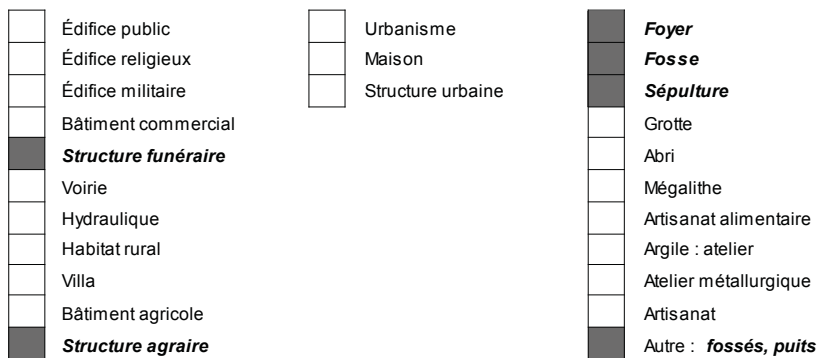 Édifice public
Édifice religieux
Édifice militaire
Bâtiment commercial
Structure funéraire
Voirie
Hydraulique
Habitat rural
Villa
Bâtiment agricole
Structure agraire
Urbanisme
Maison
Structure urbaine
Foyer
Fosse
Sépulture
Grotte
Abri
Mégalithe
Artisanat alimentaire
Argile : atelier
Atelier métallurgique
Artisanat
Autre : fossés, puits